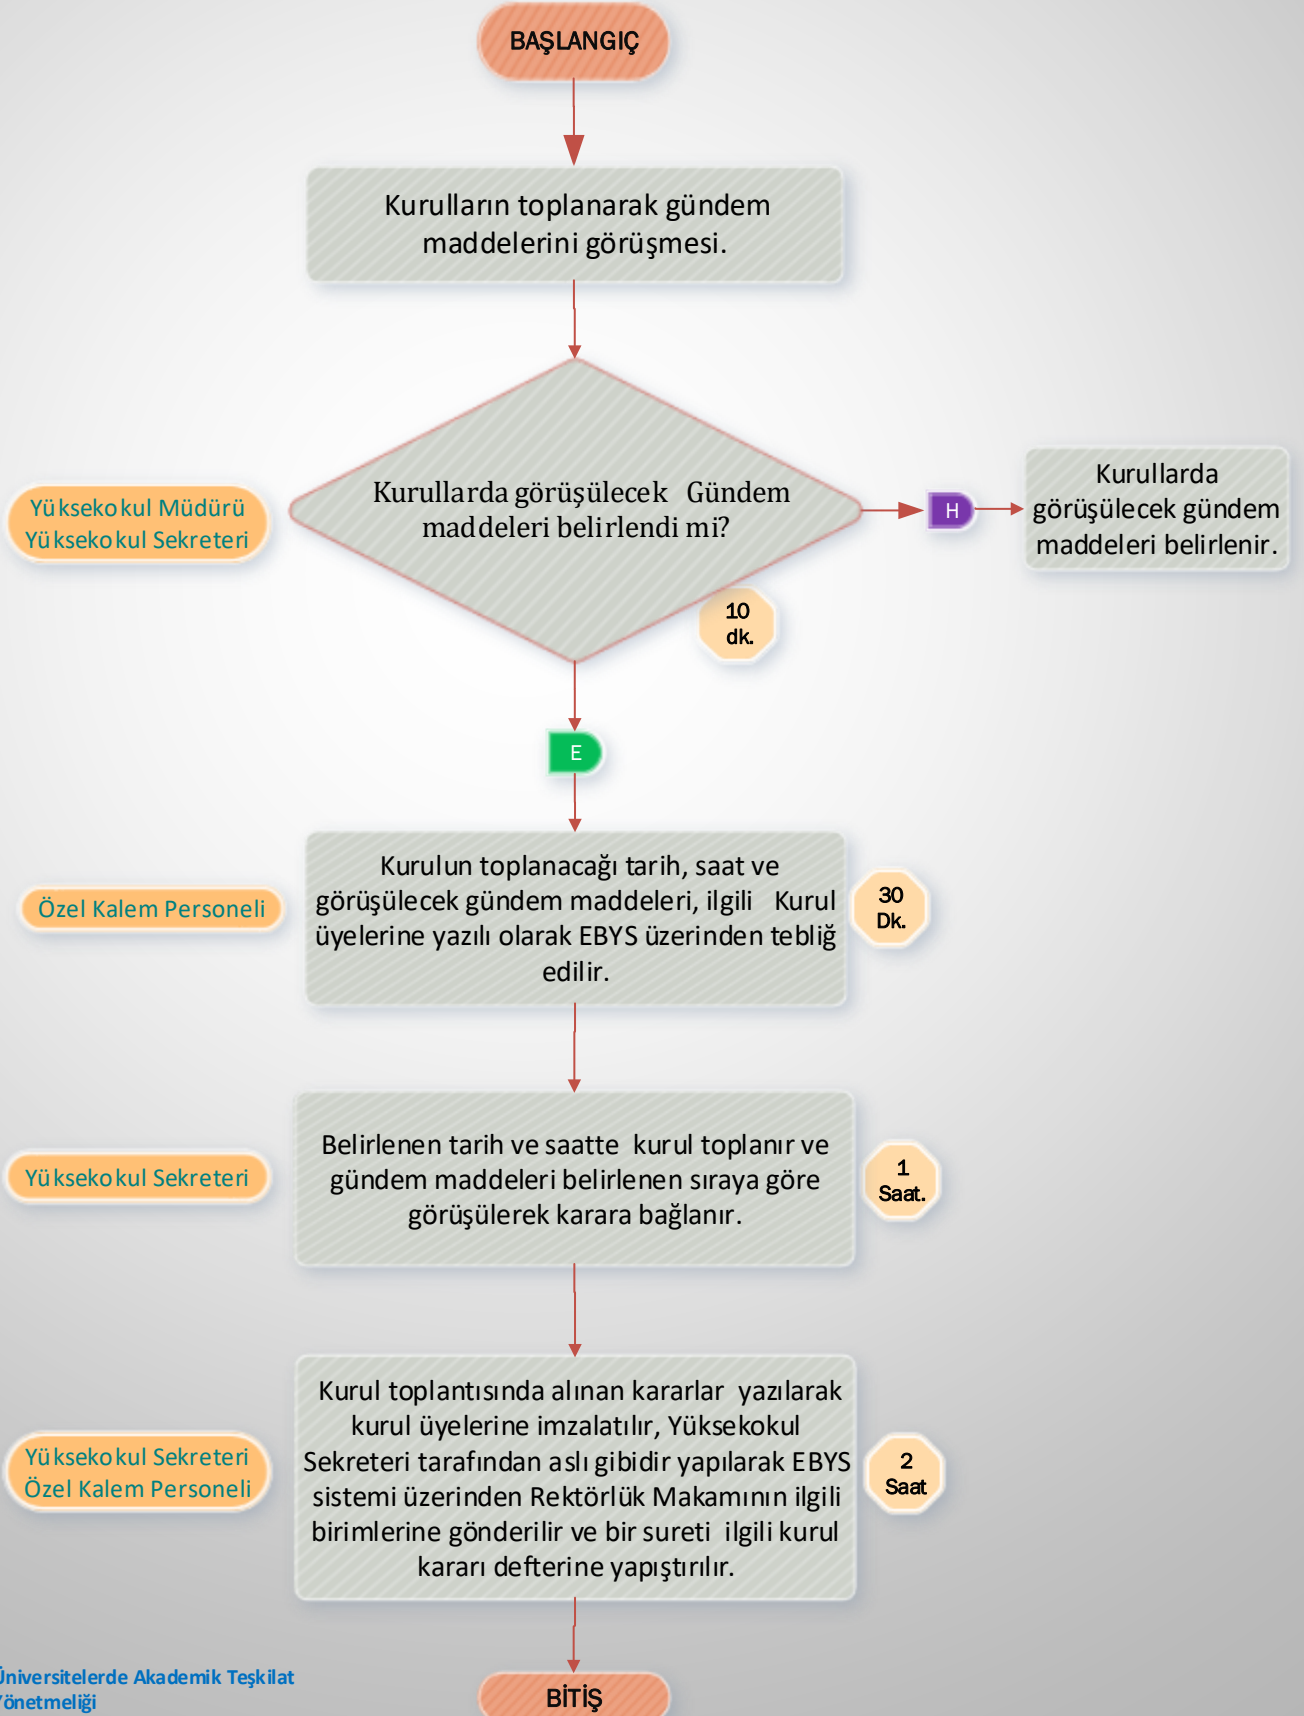 BAŞLANGIÇ
Kurulların toplanarak gündem
maddelerini görüşmesi.
Yüksekokul Müdürü
Yüksekokul Sekreteri
Kurullarda görüşülecek Gündem
maddeleri belirlendi mi?
H
Kurullarda
görüşülecek gündem
maddeleri belirlenir.
10
dk.
E
Özel Kalem Personeli
Kurulun toplanacağı tarih, saat ve
görüşülecek gündem maddeleri, ilgili Kurul
üyelerine yazılı olarak EBYS üzerinden tebliğ
edilir.
30
Dk.
Yüksekokul Sekreteri
Belirlenen tarih ve saatte kurul toplanır ve
gündem maddeleri belirlenen sıraya göre
görüşülerek karara bağlanır.
1
Saat.
Yüksekokul Sekreteri
Özel Kalem Personeli
Kurul toplantısında alınan kararlar yazılarak
kurul üyelerine imzalatılır, Yüksekokul
Sekreteri tarafından aslı gibidir yapılarak EBYS
sistemi üzerinden Rektörlük Makamının ilgili
birimlerine gönderilir ve bir sureti ilgili kurul
kararı defterine yapıştırılır.
2
Saat
Üniversitelerde Akademik Teşkilat
Yönetmeliği
BİTİŞ